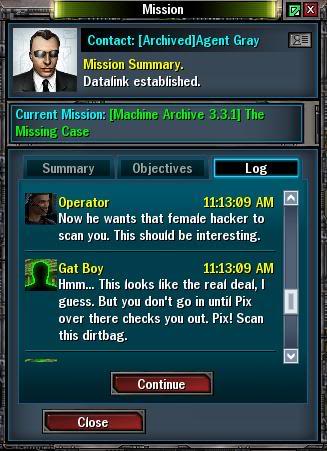 Mission
Contact: [Archived]Agent Gray
Mission Summary.
Datalink established.
Current Mission: [Machine Archive 3.3.1] The
Missing Case
Summary
Objectives
Log
Operator 11:13:09 AM
Now he wants that female hacker to
scan you. This should be interesting.
Gat Boy 11:13:09 AM
Hmm... This looks like the real deal, I
guess. But you don't go in until Pix
over there checks you out. Pix! Scan
this dirtbag.
Continue
Close